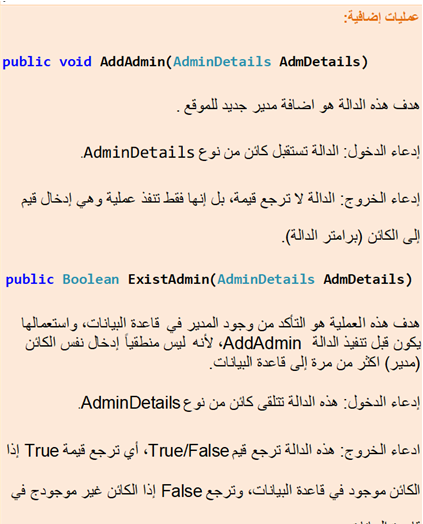 عمليات إضافية:
public void AddAdmin(AdminDetails AdmDetails)
هدف هذه الدالة هو اضافة مدير جديد للموقع .
إدعاء الدخول: الدالة تستقبل كائن من نوع AdminDetails.
إدعاء الخروج: الدالة لا ترجع قيمة، بل إنها فقط تنفذ عملية وهي إدخال قيم
إلى الكائن (برامتر الدالة).
public Boolean ExistAdmin(AdminDetails AdmDetails)
هدف هذه العملية هو التأكد من وجود المدير في قاعدة البيانات، واستعمالها
يكون قبل تنفيذ الدالة AddAdmin، لأنه ليس منطقياً إدخال نفس الكائن
(مدير) اكثر من مرة إلى قاعدة البيانات.
إدعاء الدخول: هذه الدالة تتلقى كائن من نوع AdminDetails.
ادعاء الخروج: هذه الدالة ترجع قيم True/False، أي ترجع قيمة True إذا
الكائن موجود في قاعدة البيانات، وترجع False إذا الكائن غير موجودج في